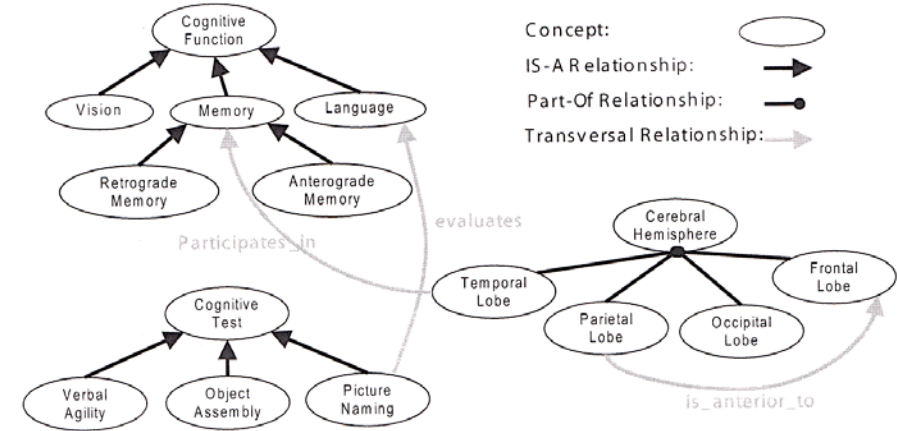 Cognitive
Function
Vision
Memory
Language
Retrograde
Memory
Anterograde
Memory
Concept:
IS-A Relationship:
Part-Of Relationship:
Transversal Relationship:
Participates_in
evaluates
Cerebral
Hemisphere
Temporal
Lobe
Parietal
Lobe
Occipital
Lobe
Frontal
Lobe
is_anterior_to
Cognitive
Test
Verbal
Agility
Object
Assembly
Picture
Naming